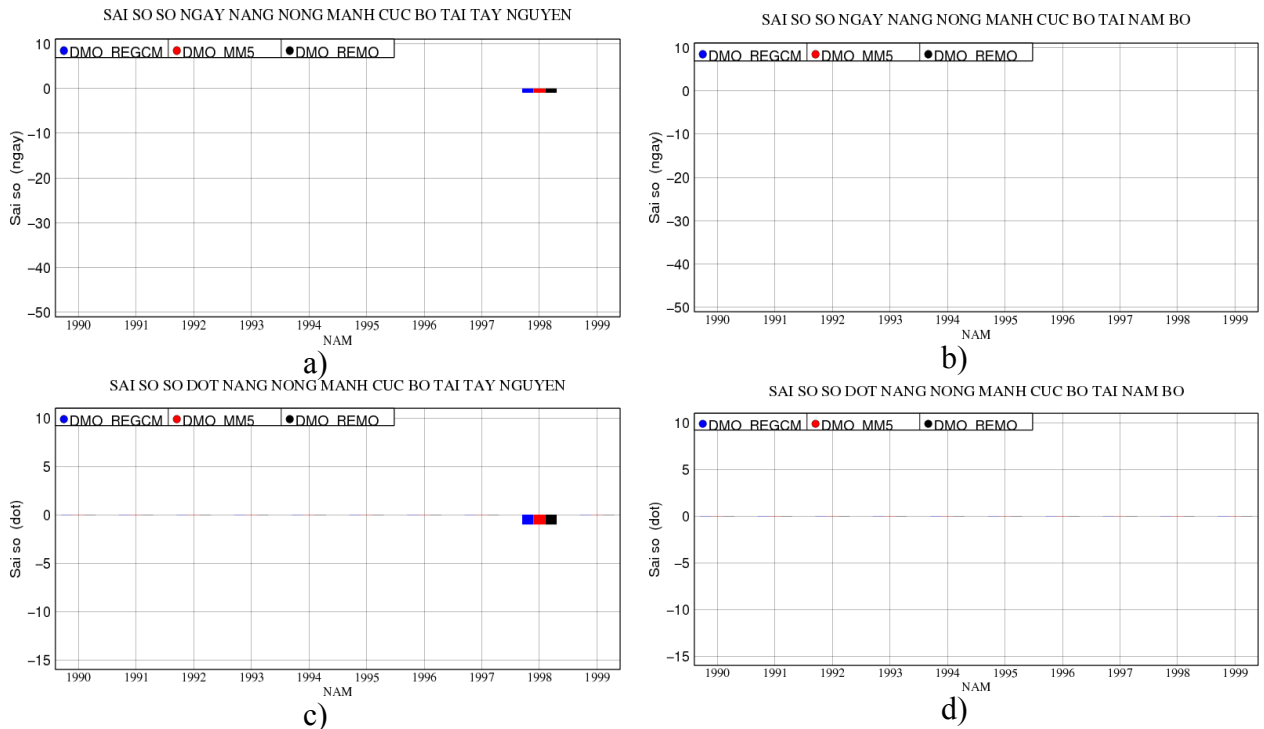 SAI SO SO NGAY NANG NONG MANH CUC BO TAI TAY NGUYEN
DMO_REGCM DMO_MM5 DMO_REMO
10
0
−10
−20
−30
−40
−50
Sai so (ngay)
1990 1991 1992 1993 1994 1995 1996 1997 1998 1999
NAM
a)
SAI SO SO NGAY NANG NONG MANH CUC BO TAI NAM BO
DMO_REGCM DMO_MM5 DMO_REMO
10
0
−10
−20
−30
−40
−50
Sai so (ngay)
1990 1991 1992 1993 1994 1995 1996 1997 1998 1999
NAM
b)
SAI SO SO DOT NANG NONG MANH CUC BO TAI TAY NGUYEN
DMO_REGCM DMO_MM5 DMO_REMO
10
5
0
−5
−10
−15
Sai so (dot)
1990 1991 1992 1993 1994 1995 1996 1997 1998 1999
NAM
c)
SAI SO SO DOT NANG NONG MANH CUC BO TAI NAM BO
DMO_REGCM DMO_MM5 DMO_REMO
10
5
0
−5
−10
−15
Sai so (dot)
1990 1991 1992 1993 1994 1995 1996 1997 1998 1999
NAM
d)